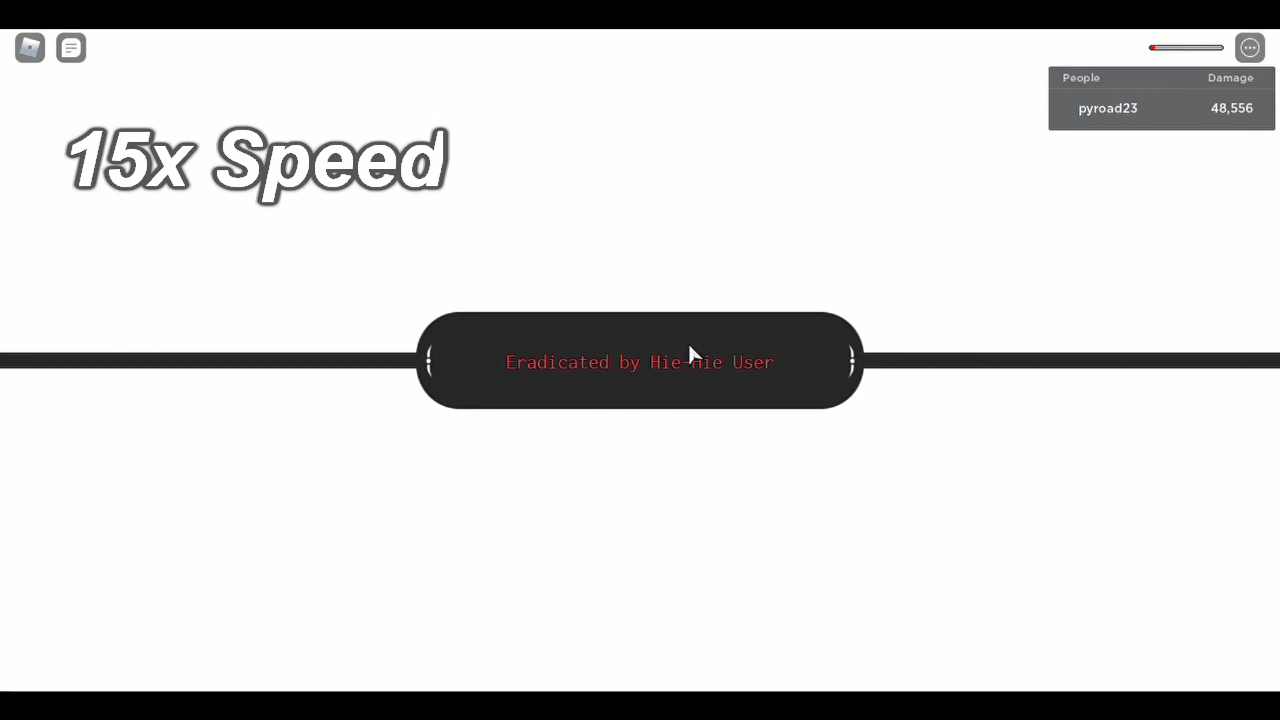 People Damage
pyroad23 48,556
15x Speed
Eradicated by Hie-Hie User